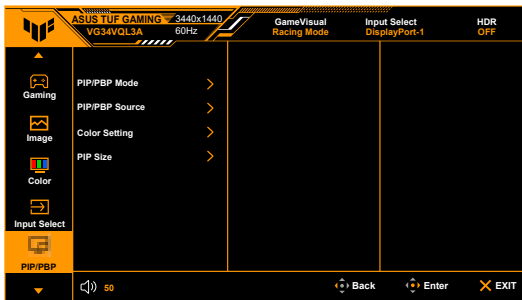 ASUS TUF GAMING 3440x1440
VG34VQL3A 60Hz
GameVisual
Racing Mode
Input Select
DisplayPort-1
HDR
OFF
Gaming
Image
Color
Input Select
PIP/PBP
PIP/PBP Mode
PIP/PBP Source
Color Setting
PIP Size
50
Back
Enter
EXIT